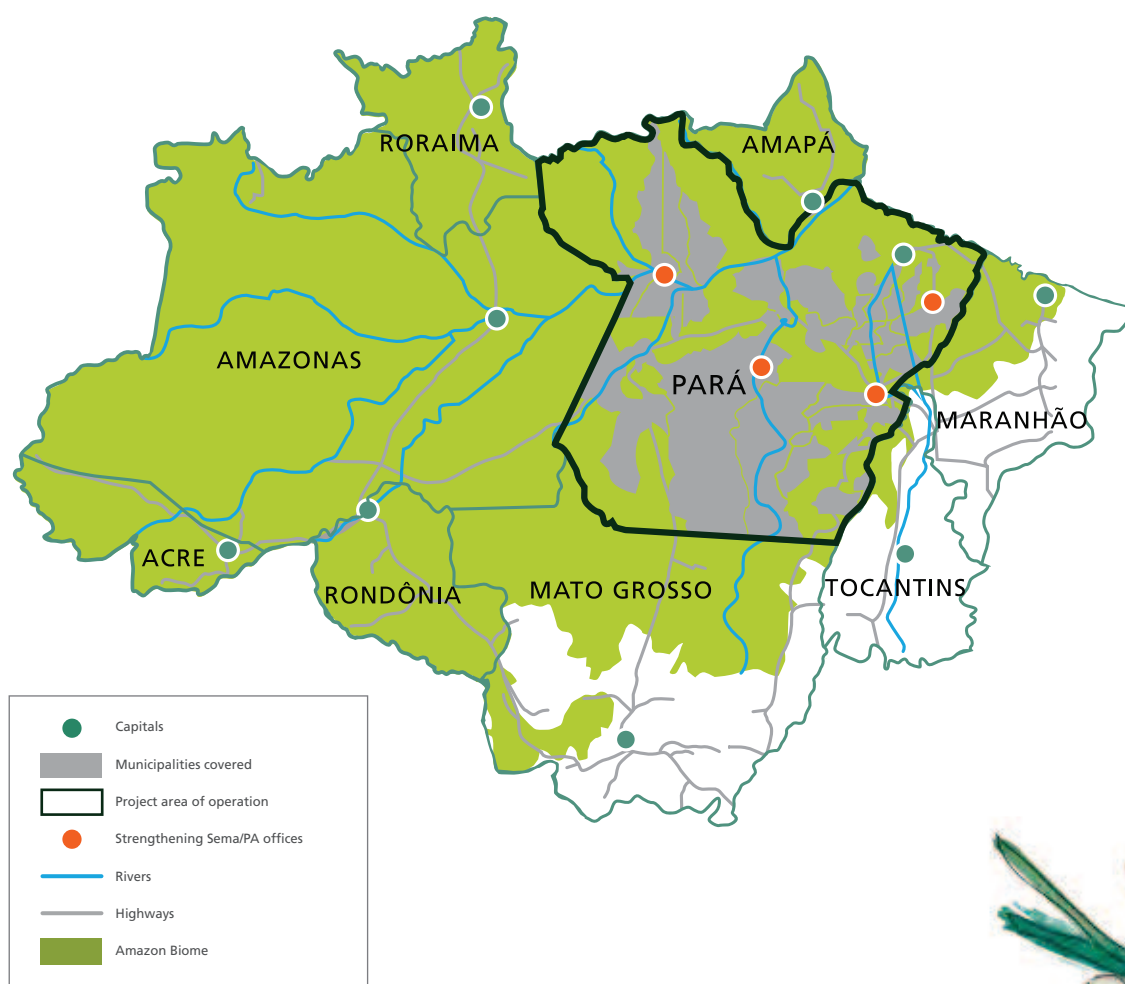 RORAIMA
AMAPÁ
AMAZONAS
PARÁ
MARANHÃO
ACRE
RONDÔNIA
MATO GROSSO
TOCANTINS
Capitals
Municipalities covered
Project area of operation
Strengthening Sema/PA offices
Rivers
Highways
Amazon Biome